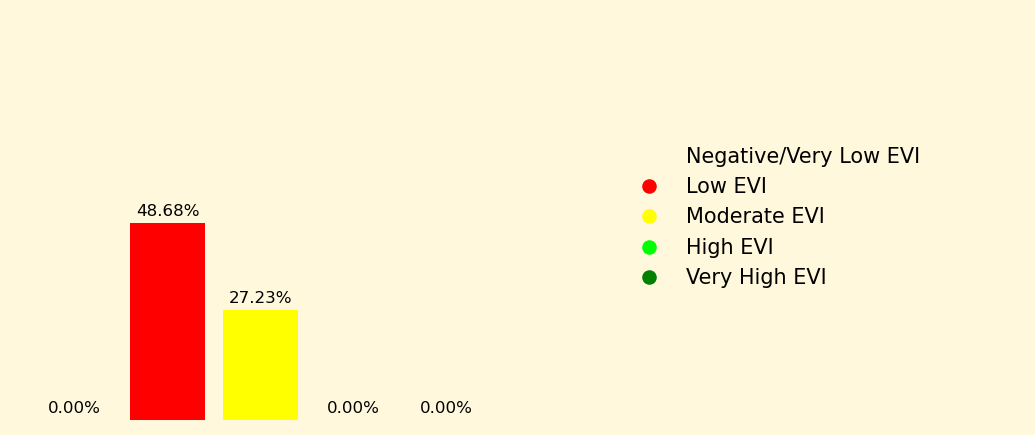 Negative/Very Low EVI
Low EVI
Moderate EVI
High EVI
Very High EVI
48.68%
27.23%
0.00%
0.00%
0.00%